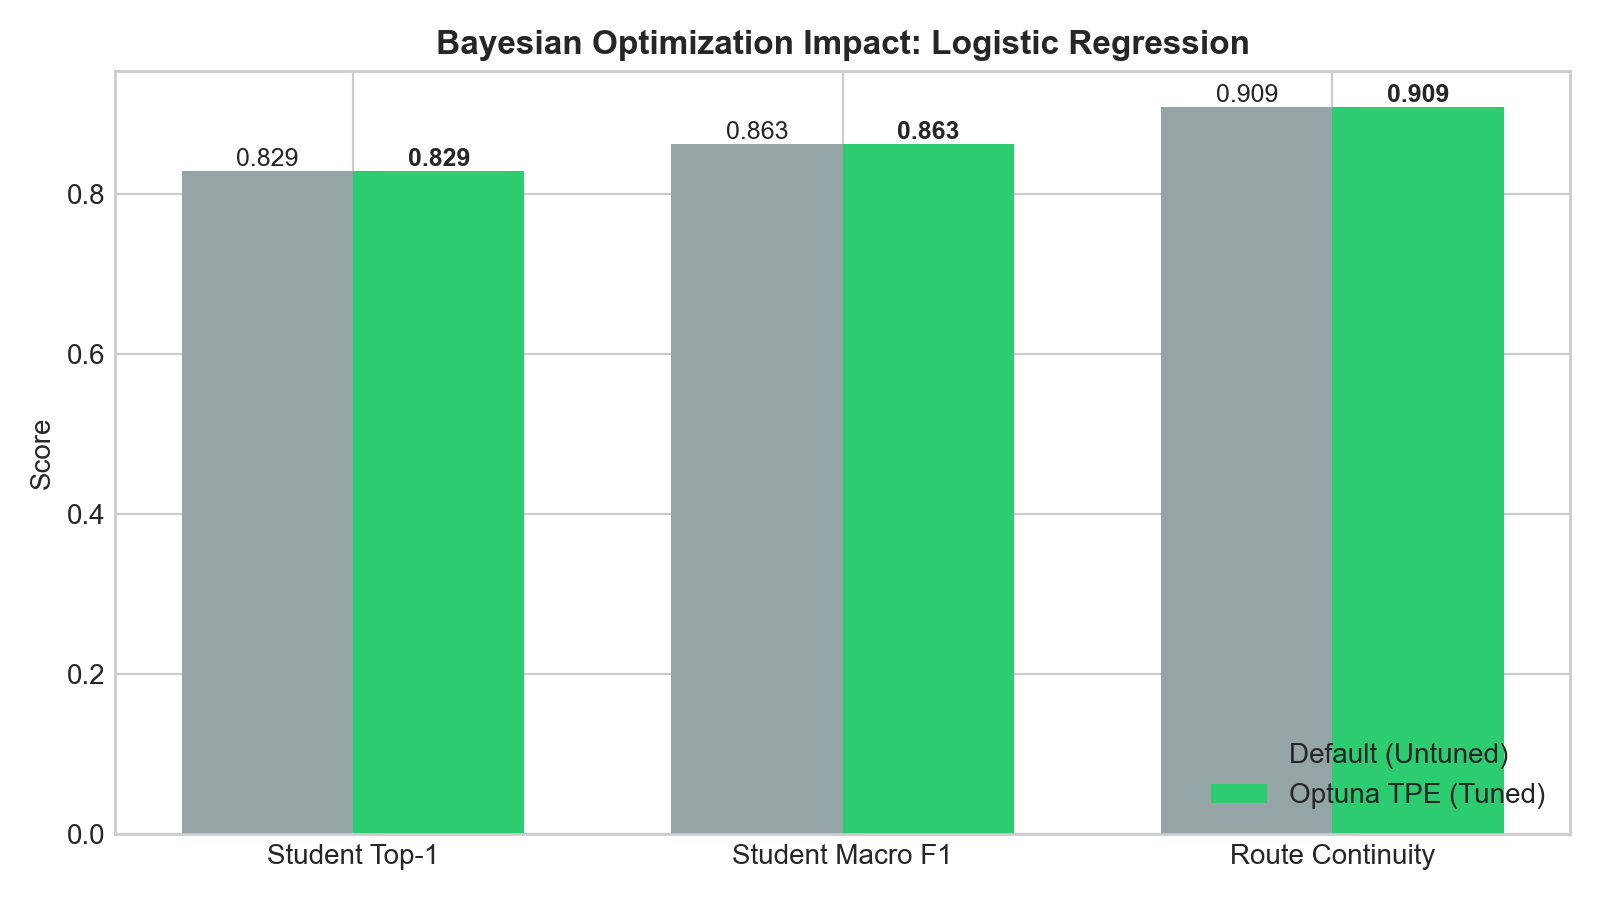 Bayesian Optimization Impact: Logistic Regression
0.829
0.829
0.863
0.863
0.909
0.909
0.8
0.6
0.4
0.2
0.0
Score
Default (Untuned)
Optuna TPE (Tuned)
Student Top-1
Student Macro F1
Route Continuity